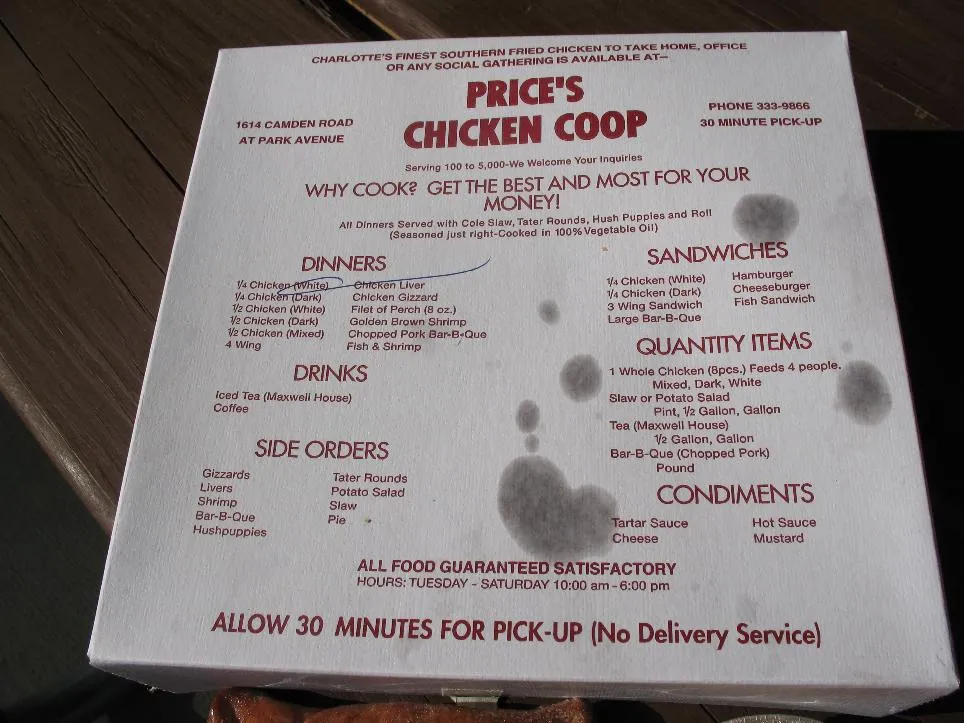 CHARLOTTE'S FINEST SOUTHERN FRIED CHICKEN TO TAKE HOME, OFFICE
OR ANY SOCIAL GATHERING IS AVAILABLE AT—
PRICE'S
CHICKEN COOP
1614 CAMDEN ROAD
AT PARK AVENUE
PHONE 333-9866
30 MINUTE PICK-UP
Serving 100 to 5,000-We Welcome Your Inquiries
WHY COOK? GET THE BEST AND MOST FOR YOUR
MONEY!
All Dinners Served with Cole Slaw, Tater Rounds, Hush Puppies and Roll
(Seasoned just right-Cooked in 100% Vegetable Oil)
DINNERS
1/4 Chicken (White)
1/4 Chicken (Dark)
1/2 Chicken (White)
1/2 Chicken (Dark)
1/2 Chicken (Mixed)
4 Wing
Chicken Liver
Chicken Gizzard
Filet of Perch (8 oz.)
Golden Brown Shrimp
Chopped Pork Bar-B-Que
Fish & Shrimp
DRINKS
Iced Tea (Maxwell House)
Coffee
SIDE ORDERS
Gizzards
Livers
Shrimp
Bar-B-Que
Hushpuppies
Tater Rounds
Potato Salad
Slaw
Pie
SANDWICHES
1/4 Chicken (White)
1/4 Chicken (Dark)
3 Wing Sandwich
Large Bar-B-Que
Hamburger
Cheeseburger
Fish Sandwich
QUANTITY ITEMS
1 Whole Chicken (8pcs.) Feeds 4 people.
Mixed, Dark, White
Slaw or Potato Salad
Pint, 1/2 Gallon, Gallon
Tea (Maxwell House)
1/2 Gallon, Gallon
Bar-B-Que (Chopped Pork)
Pound
CONDIMENTS
Tartar Sauce
Cheese
Hot Sauce
Mustard
ALL FOOD GUARANTEED SATISFACTORY
HOURS: TUESDAY - SATURDAY 10:00 am-6:00 pm
ALLOW 30 MINUTES FOR PICK-UP (No Delivery Service)